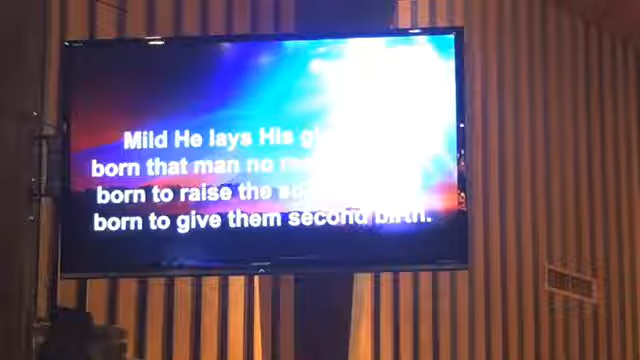 Mild He lays His
born that man no
born to raise the
born to give them second birth.